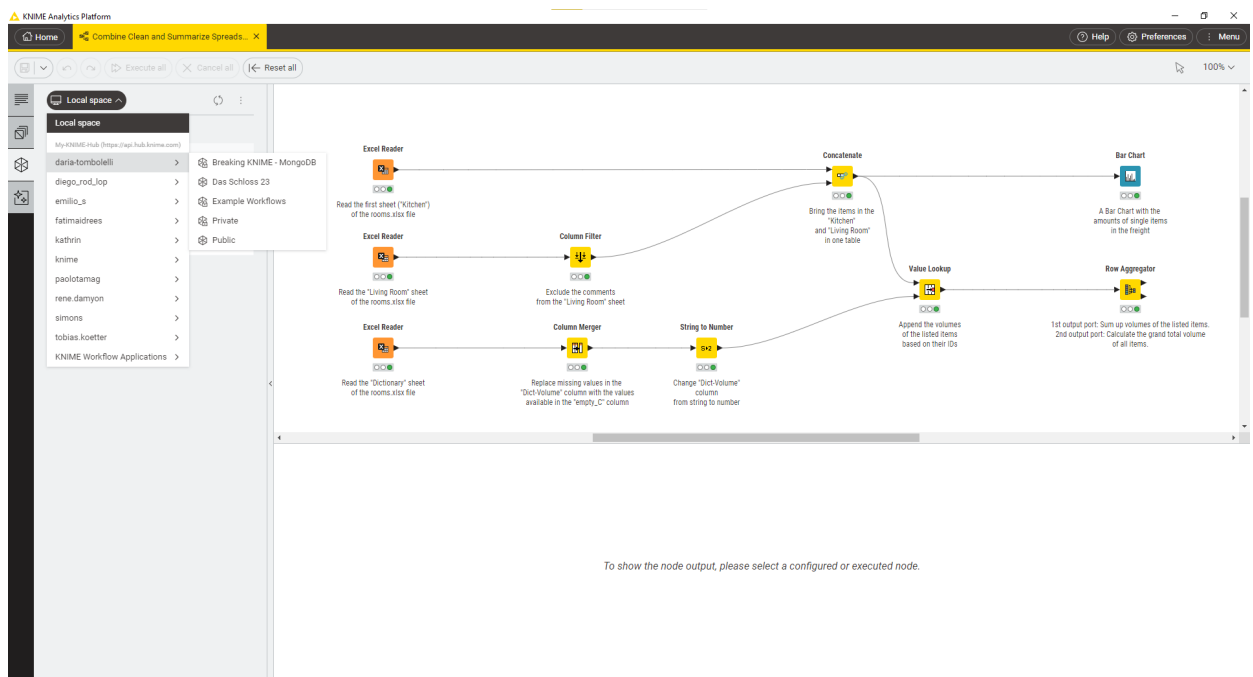 KNIME Analytics Platform
Home
Combine Clean and Summarize Spreads...
Help
Preferences
Menu
Execute all
Cancel all
Reset all
100%
Local space
Local space
My-KNIME-Hub (https://api.hub.knime.com)
daria-tombolelli
diego_rod_lop
emilio_s
fatimaidrees
kathrin
knime
paolotamag
rene.damyon
simons
tobias.koetter
KNIME Workflow Applications
Breaking KNIME - MongoDB
Das Schloss 23
Example Workflows
Private
Public
Excel Reader
Read the first sheet ("Kitchen")
of the rooms.xlsx file
Concatenate
Bring the items in the
"Kitchen"
and "Living Room"
in one table
Bar Chart
A Bar Chart with the
amounts of single items
in the freight
Excel Reader
Read the "Living Room" sheet
of the rooms.xlsx file
Column Filter
Exclude the comments
from the "Living Room" sheet
Value Lookup
Append the volumes
of the listed items
based on their IDs
Row Aggregator
1st output port: Sum up volumes of the listed items.
2nd output port: Calculate the grand total volume
of all items.
Excel Reader
Read the "Dictionary" sheet
of the rooms.xlsx file
Column Merger
Replace missing values in the
"Dict-Volume" column with the values
available in the "empty_C" column
String to Number
S▸2
Change "Dict-Volume"
column
from string to number
To show the node output, please select a configured or executed node.